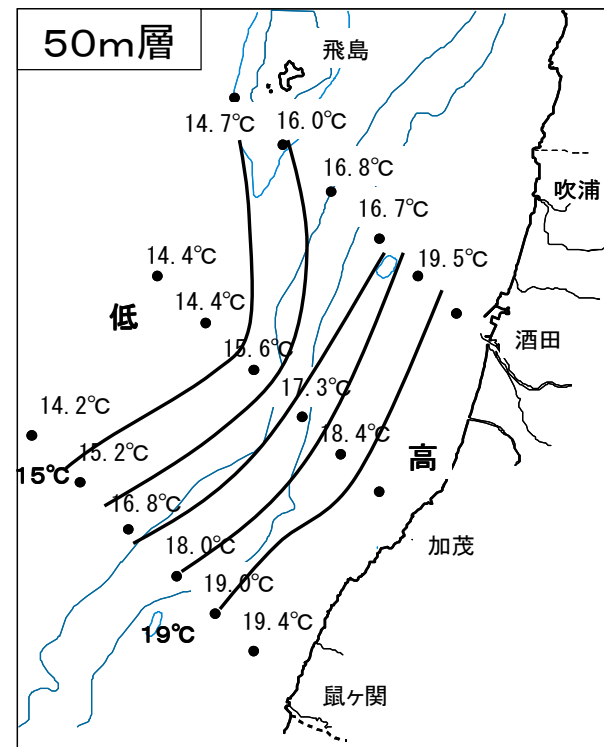 50m層
飛島
14.7℃
16.0℃
16.8℃
吹浦
16.7℃
19.5℃
14.4℃
低
14.4℃
酒田
15.6℃
17.3℃
14.2℃
18.4℃
高
15℃
15.2℃
16.8℃
加茂
18.0℃
19.0℃
19℃
19.4℃
鼠ヶ関